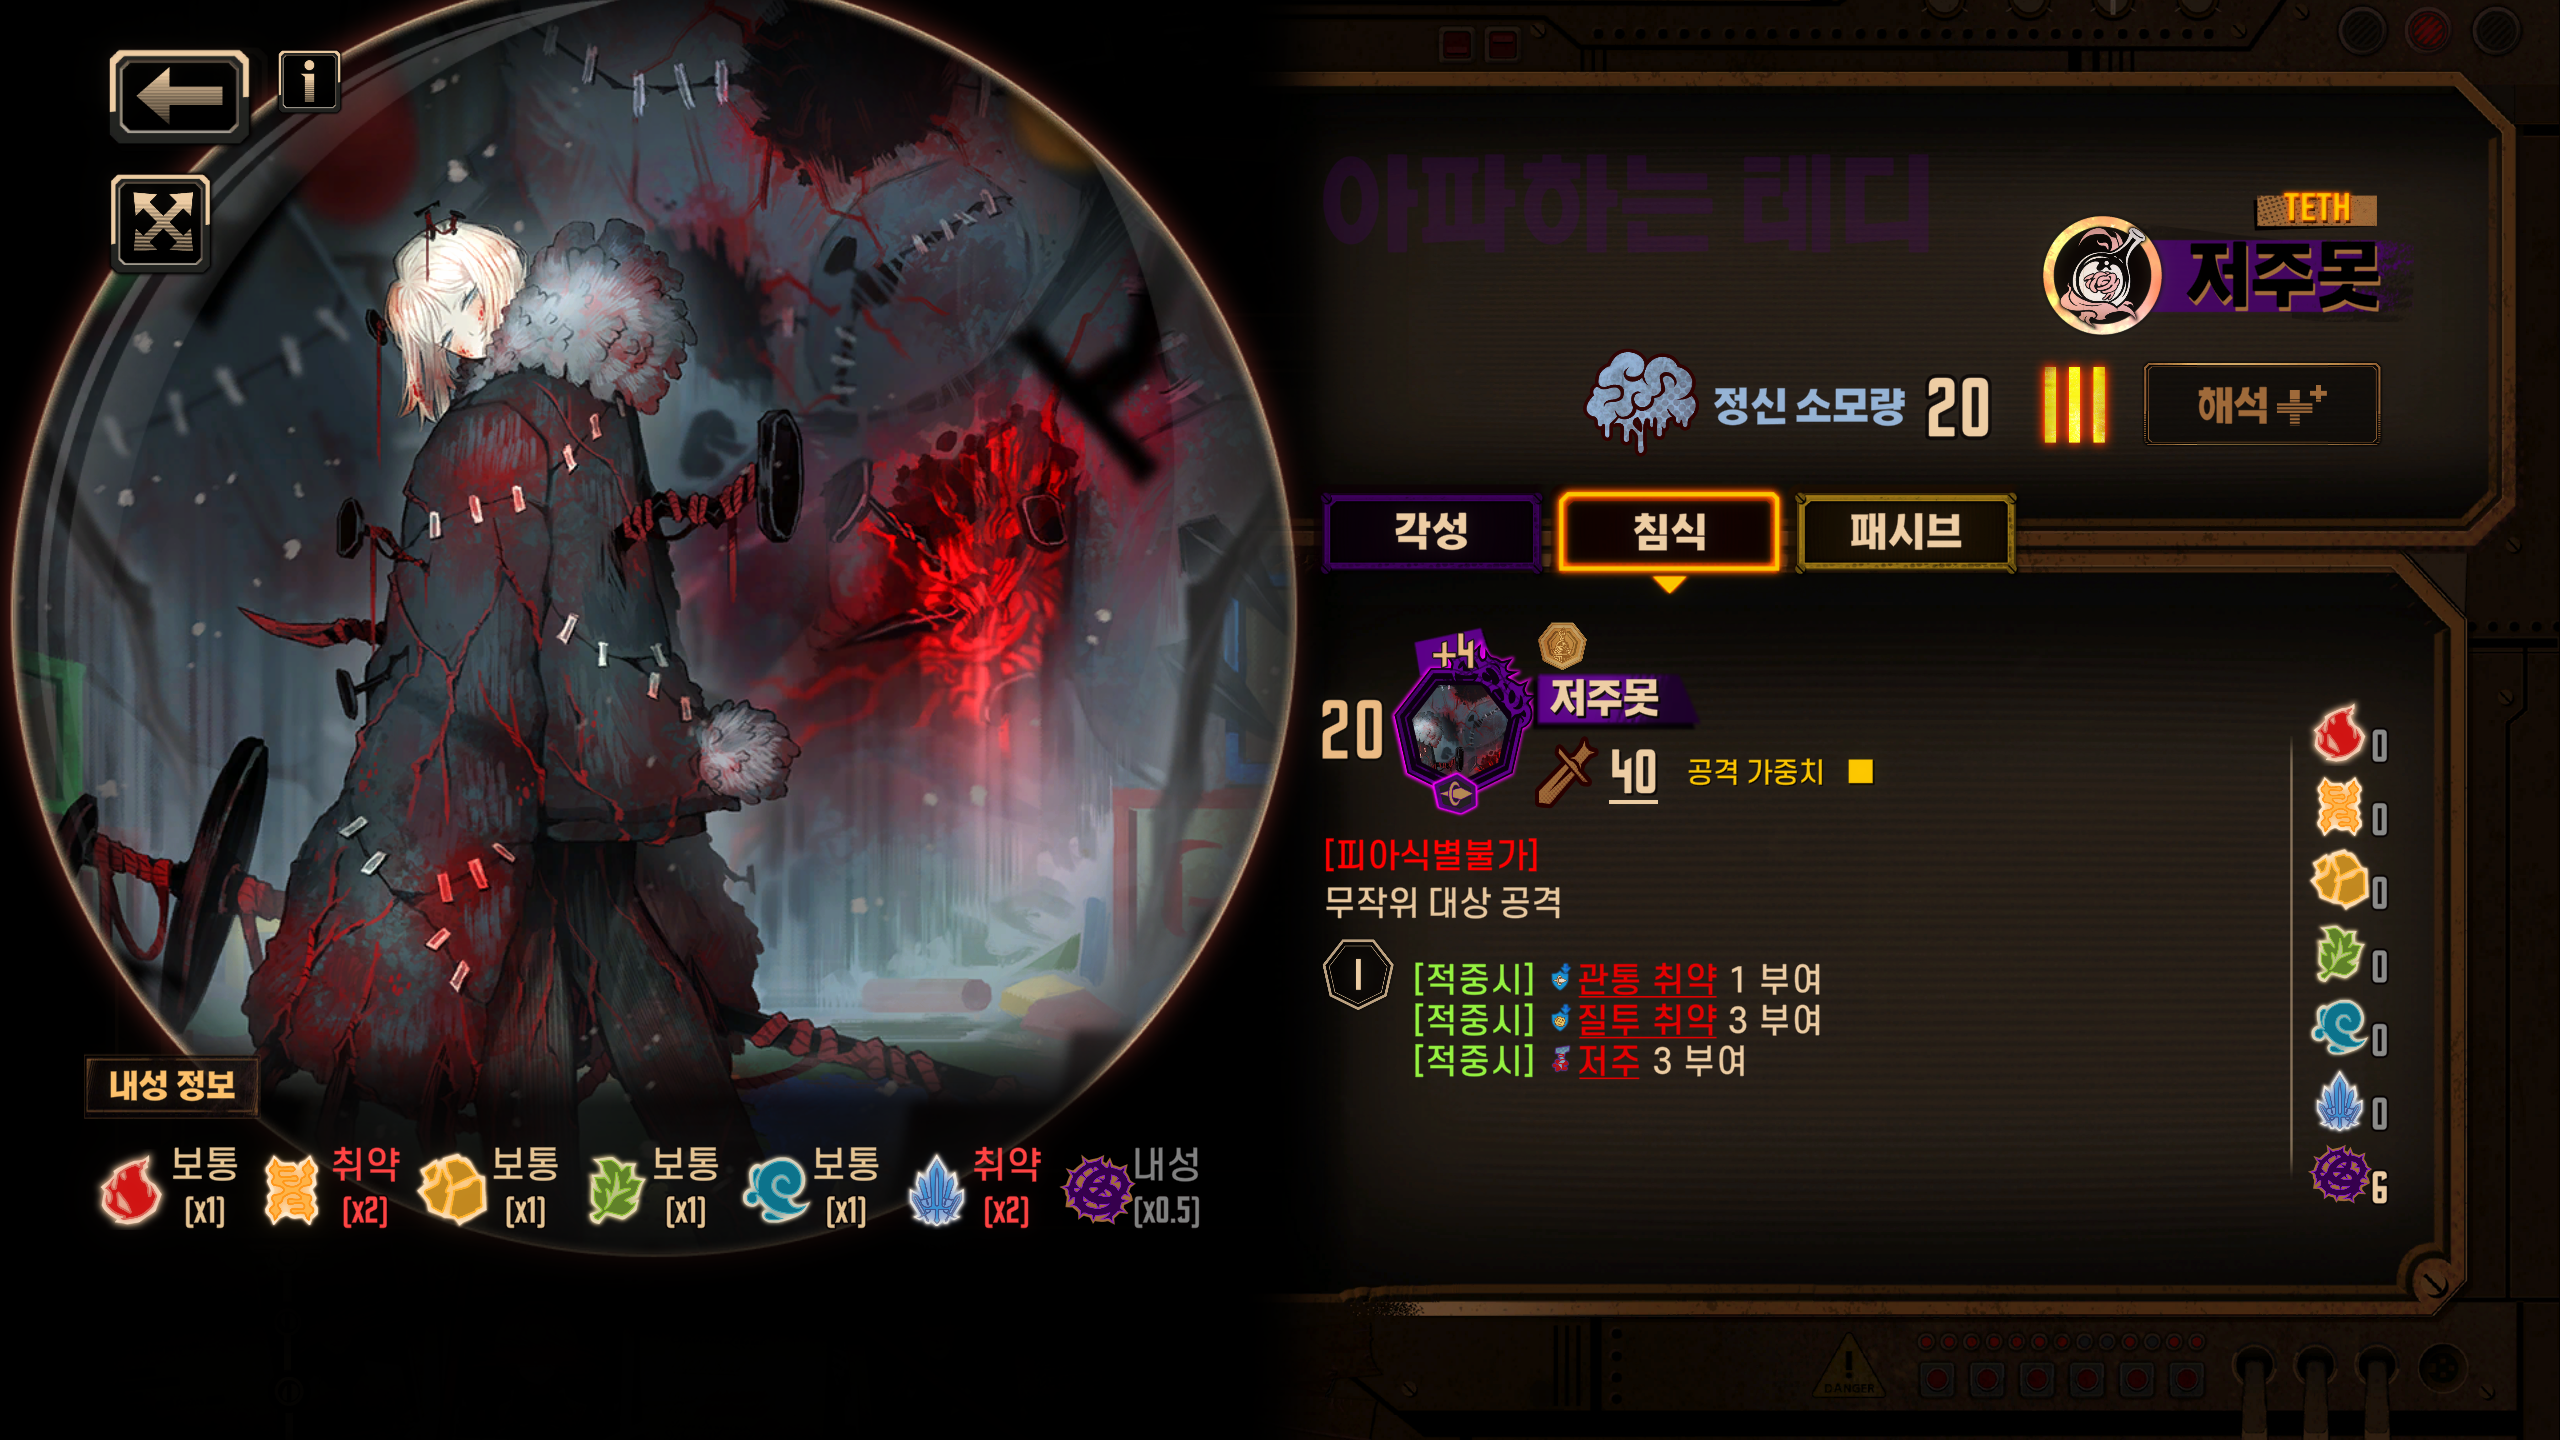 i
아파하는 테디
TETH
저주못
정신 소모량 20
III
해석
각성
침식
패시브
+4
20
저주못
40
공격 가중치
[피아식별불가]
무작위 대상 공격
1
[적중시] 관통 취약 1 부여
[적중시] 질투 취약 3 부여
[적중시] 저주 3 부여
0
0
0
0
0
0
6
내성 정보
보통 취약 보통 보통 보통 취약 내성
[x1] [x2] [x1] [x1] [x1] [x2] [x0.5]
DANGER